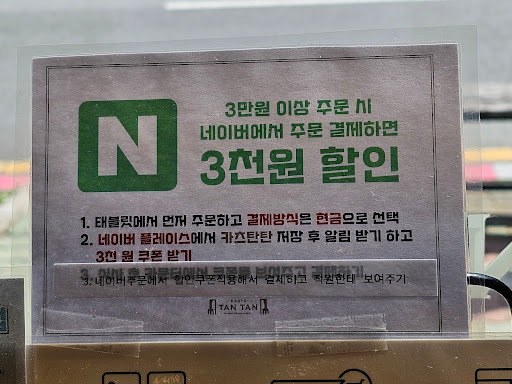 N
3만원 이상 주문 시
네이버에서 주문 결제하면
3천원 할인
1. 태블릿에서 먼저 주문하고 결제방식은 현금으로 선택
2. 네이버 플레이스에서 카츠탄탄 저장 후 알림 받기 하고
3천 원 쿠폰 받기
3. 네이버주문에서 할인쿠폰적용해서 결제하고 직원한테 보여주기
TAN TAN